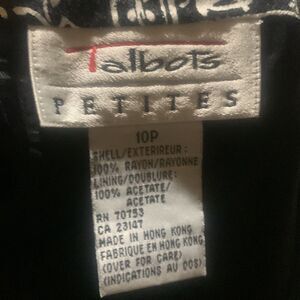 Talbots
PETITES
10P
SHELL/EXTERIEUR:
100% RAYON/RAYONNE
LINING/DOUBLURE:
100% ACETATE/
ACETATE
RN 70753
CA 23147
MADE IN HONG KONG
FABRIQUE EN HONG KONG
(OVER FOR CARE)
(INDICATIONS AU DOS)